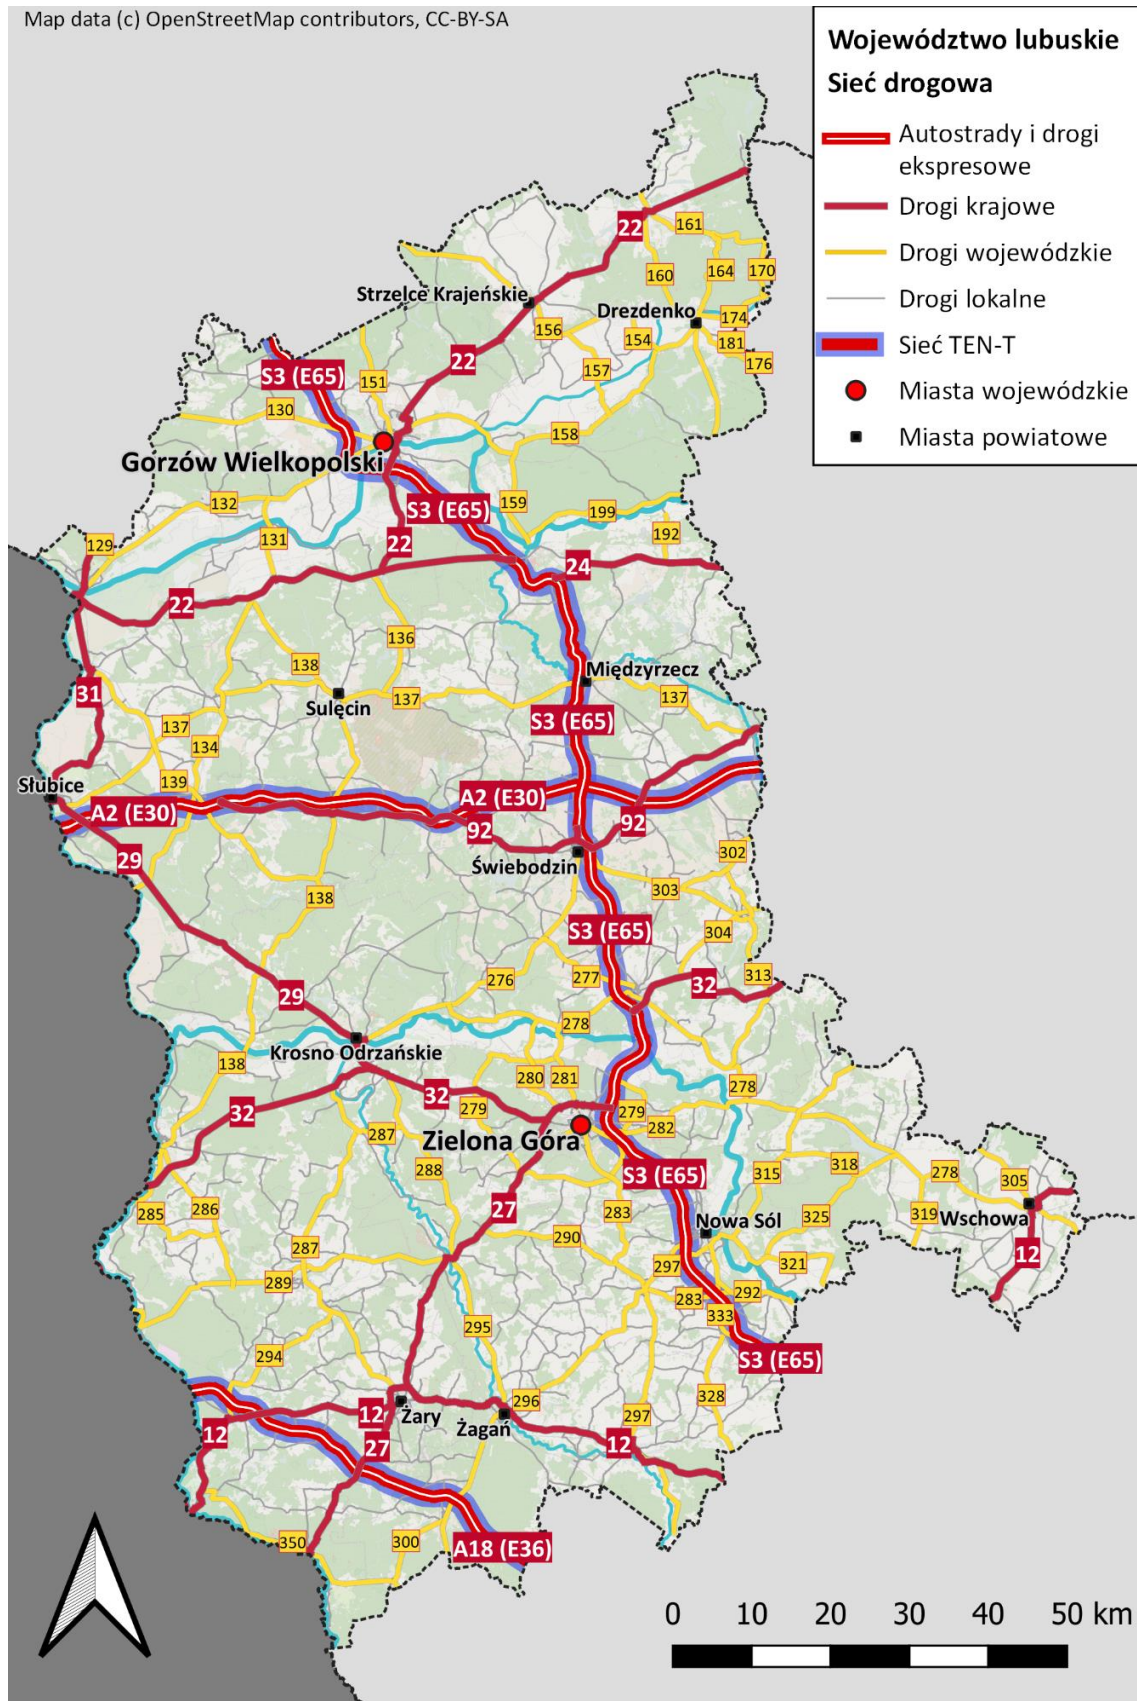 Map data (c) OpenStreetMap contributors, CC-BY-SA
Województwo lubuskie
Sieć drogowa
Autostrady i drogi
ekspresowe
Drogi krajowe
Drogi wojewódzkie
Drogi lokalne
Sieć TEN-T
Miasta wojewódzkie
Miasta powiatowe
22
161
160
164
170
Strzelce Krajeńskie
Drezdenko
174
156
154
181
176
22
157
S3 (E65)
151
130
158
Gorzów Wielkopolski
132
S3 (E65)
159
199
131
22
192
129
24
22
136
138
Międzyrzecz
31
Sulęcin
137
137
137
134
S3 (E65)
139
Słubice
A2 (E30)
A2 (E30)
92
92
29
Świebodzin
302
138
303
S3 (E65)
304
276
277
32
313
29
278
Krosno Odrzańskie
138
280
281
278
32
32
279
279
282
287
Zielona Góra
288
S3 (E65)
315
318
278
305
285
286
27
283
Nowa Sól
325
319
Wschowa
287
290
12
289
297
321
283
292
295
333
294
S3 (E65)
296
328
12
Żary
Żagań
297
12
27
12
350
300
A18 (E36)
0 10 20 30 40 50 km